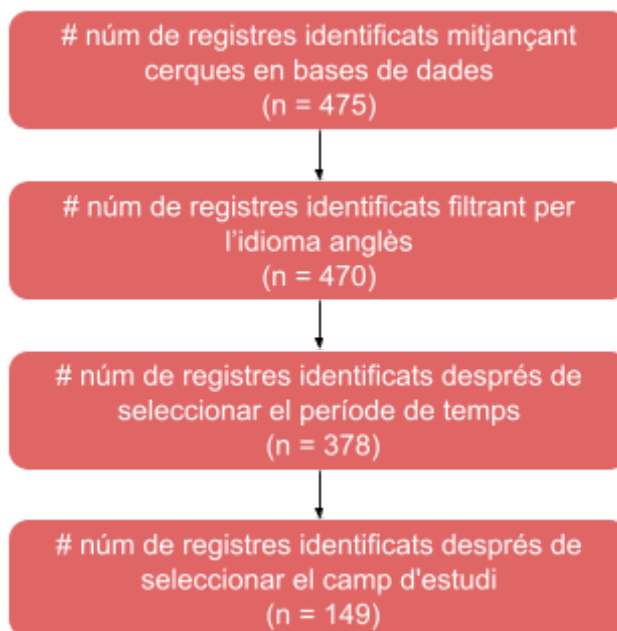 # núm de registres identificats mitjançant
cerques en bases de dades
(n = 475)
# núm de registres identificats filtrant per
l'idioma anglès
(n = 470)
# núm de registres identificats després de
seleccionar el període de temps
(n = 378)
# núm de registres identificats després de
seleccionar el camp d'estudi
(n = 149)